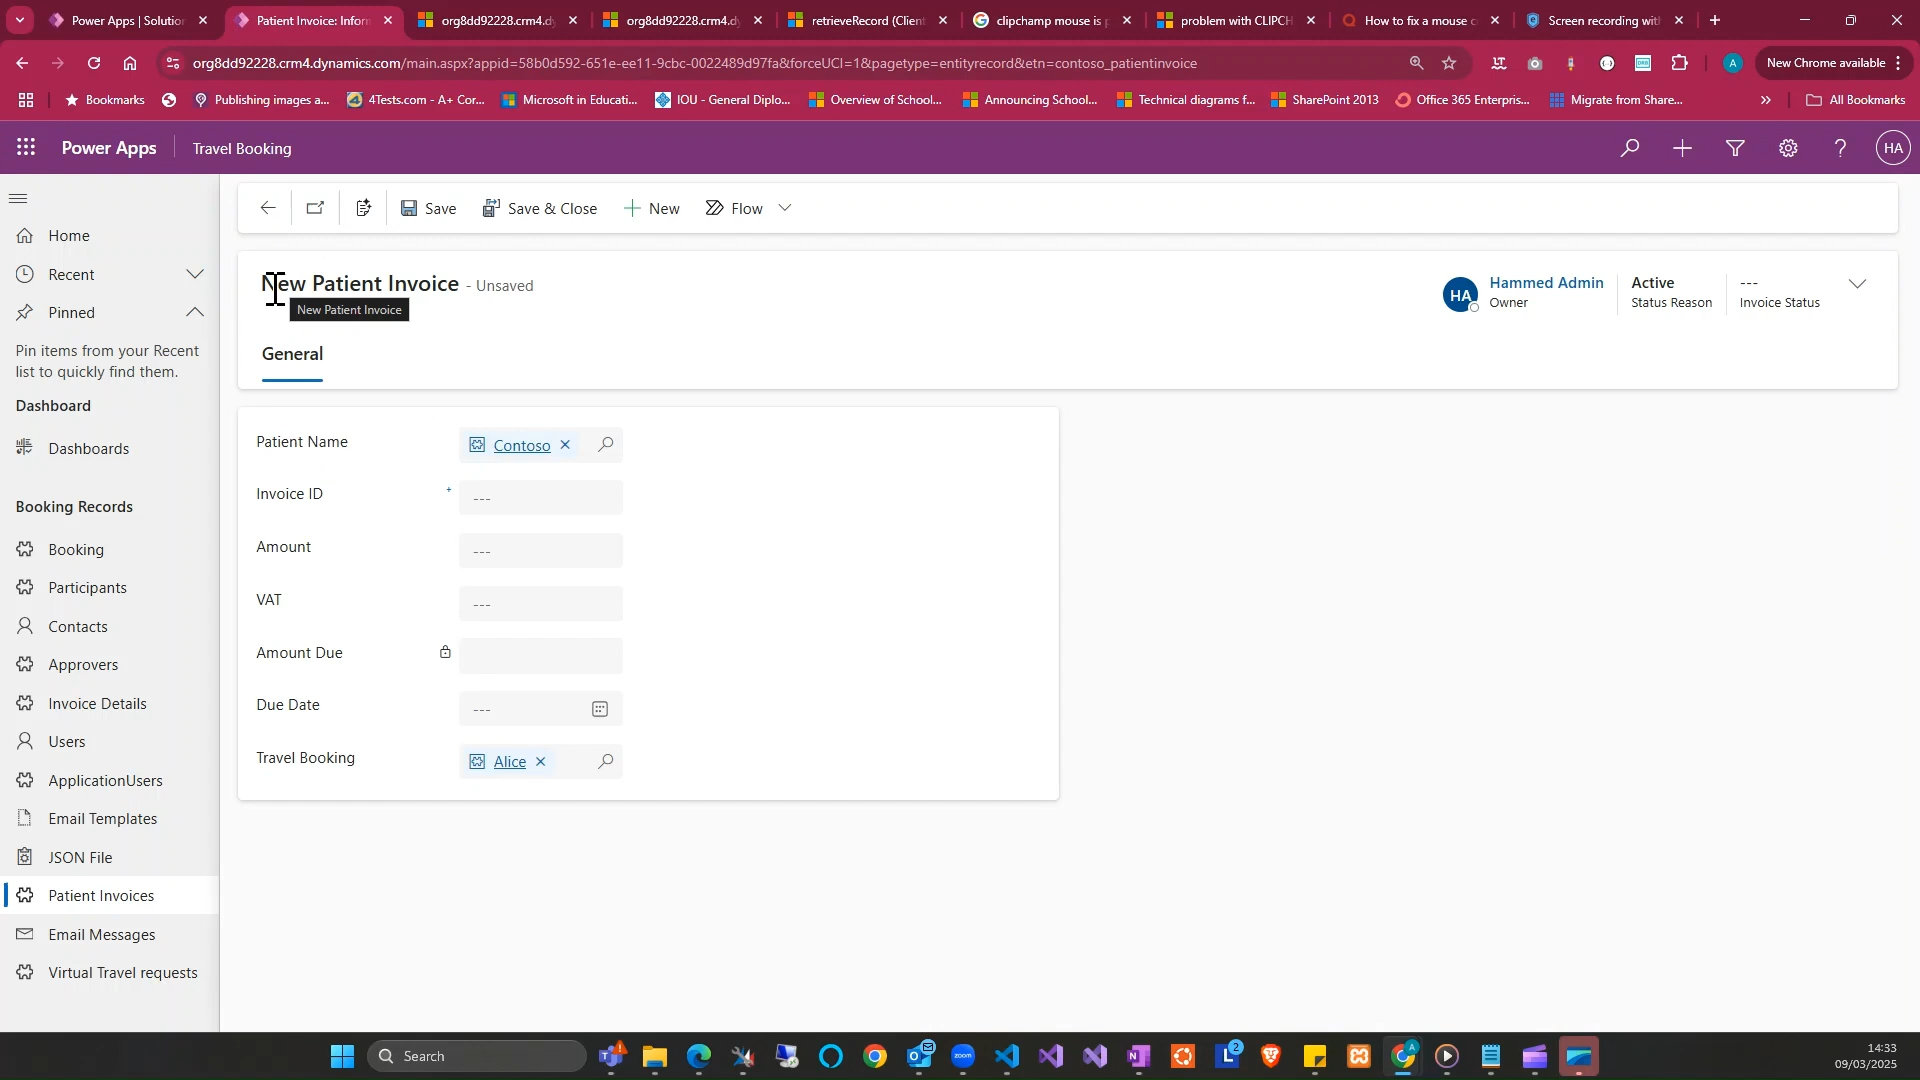 Power Apps | Solution
Patient Invoice: Inform
org8dd92228.crm4.dy
org8dd92228.crm4.dy
retrieveRecord (Client
clipchamp mouse is p
problem with CLIPCH
How to fix a mouse c
Screen recording with
org8dd92228.crm4.dynamics.com/main.aspx?appid=58b0d592-651e-ee11-9cbc-0022489d97fa&forceUCI=1&pagetype=entityrecord&etn=contoso_patientinvoice
A
New Chrome available
Bookmarks
Publishing images a...
4Tests.com - A+ Cor...
Microsoft in Educati...
IOU - General Diplo...
Overview of School...
Announcing School...
Technical diagrams f...
SharePoint 2013
Office 365 Enterpris...
Migrate from Share...
All Bookmarks
Power Apps
Travel Booking
HA
Save
Save & Close
New
Flow
Home
Recent
Pinned
Pin items from your Recent
list to quickly find them.
Dashboard
Dashboards
Booking Records
Booking
Participants
Contacts
Approvers
Invoice Details
Users
ApplicationUsers
Email Templates
JSON File
Patient Invoices
Email Messages
Virtual Travel requests
New Patient Invoice - Unsaved
New Patient Invoice
HA
Hammed Admin
Owner
Active
Status Reason
---
Invoice Status
General
Patient Name
Contoso
Invoice ID
+
---
Amount
---
VAT
---
Amount Due
Due Date
---
Travel Booking
Alice
Search
zoom
2
14:33
09/03/2025